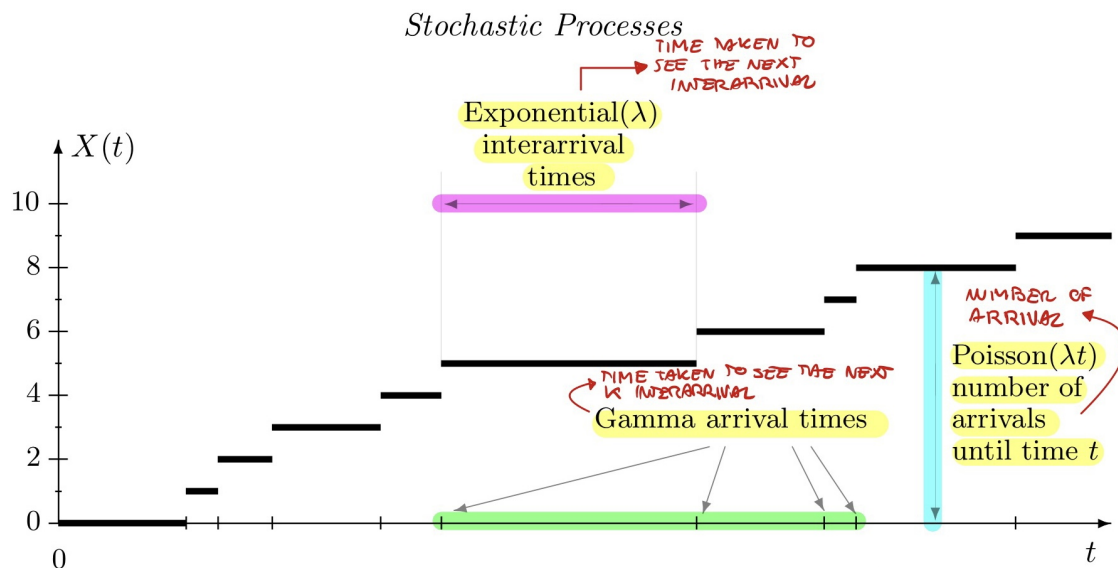 Stochastic Processes
TIME TAKEN TO
SEE THE NEXT
INTERARRIVAL
Exponential(λ)
interarrival
times
X(t)
10
8
6
4
2
0
NUMBER OF
ARRIVAL
Poisson(λt)
number of
arrivals
until time t
TIME TAKEN TO SEE THE NEXT
K INTERARRIVAL
Gamma arrival times
0
t